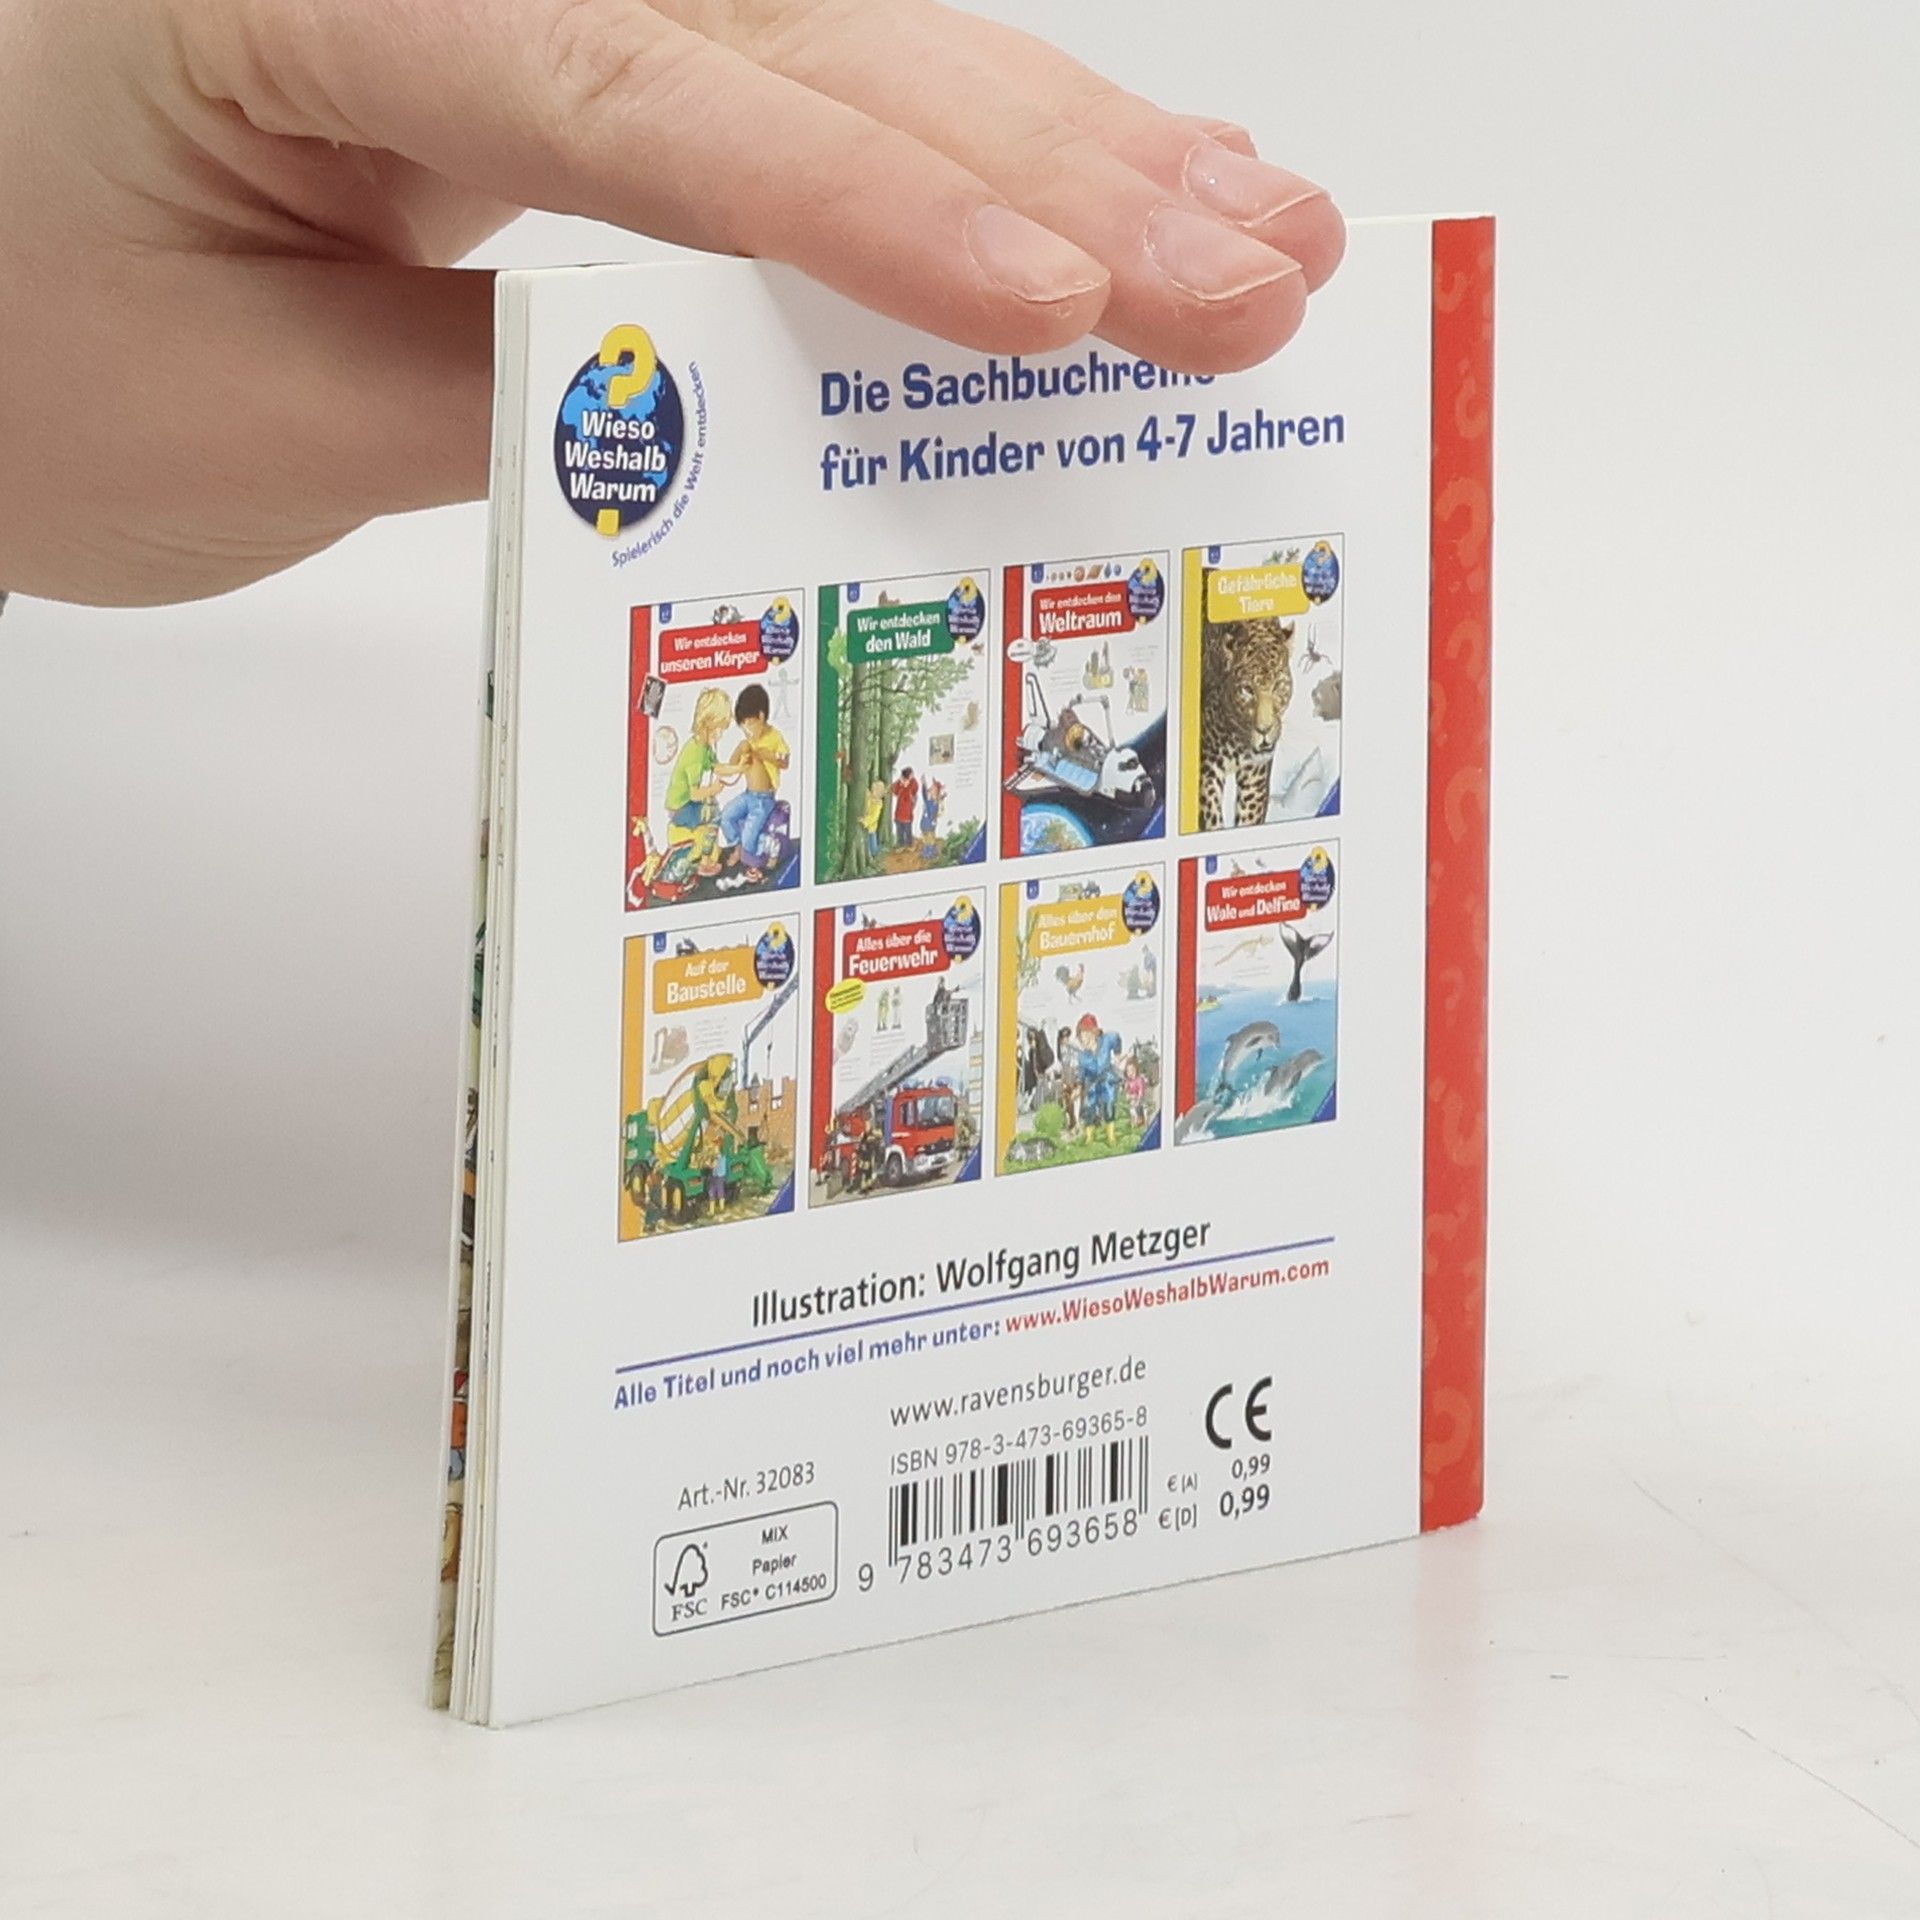 Wieso
Weshalb
Warum
Spielerisch die Welt entdecken
Die Sachbuchreihe
für Kinder von 4-7 Jahren
Wir entdecken
unseren Körper
Wir entdecken
den Wald
Wir entdecken den
Weltraum
Gefährliche
Tiere
Auf der
Baustelle
Alles über die
Feuerwehr
Alles über den
Bauernhof
Wir entdecken
Wale und Delfine
Illustration: Wolfgang Metzger
Alle Titel und noch viel mehr unter: www.WiesoWeshalbWarum.com
www.ravensburger.de
ISBN 978-3-473-69365-8
Art.-Nr. 32083
CE
€ [A] 0,99
€ [D] 0,99
9 783473 693658
MIX
Papier
FSC® C114500
FSC